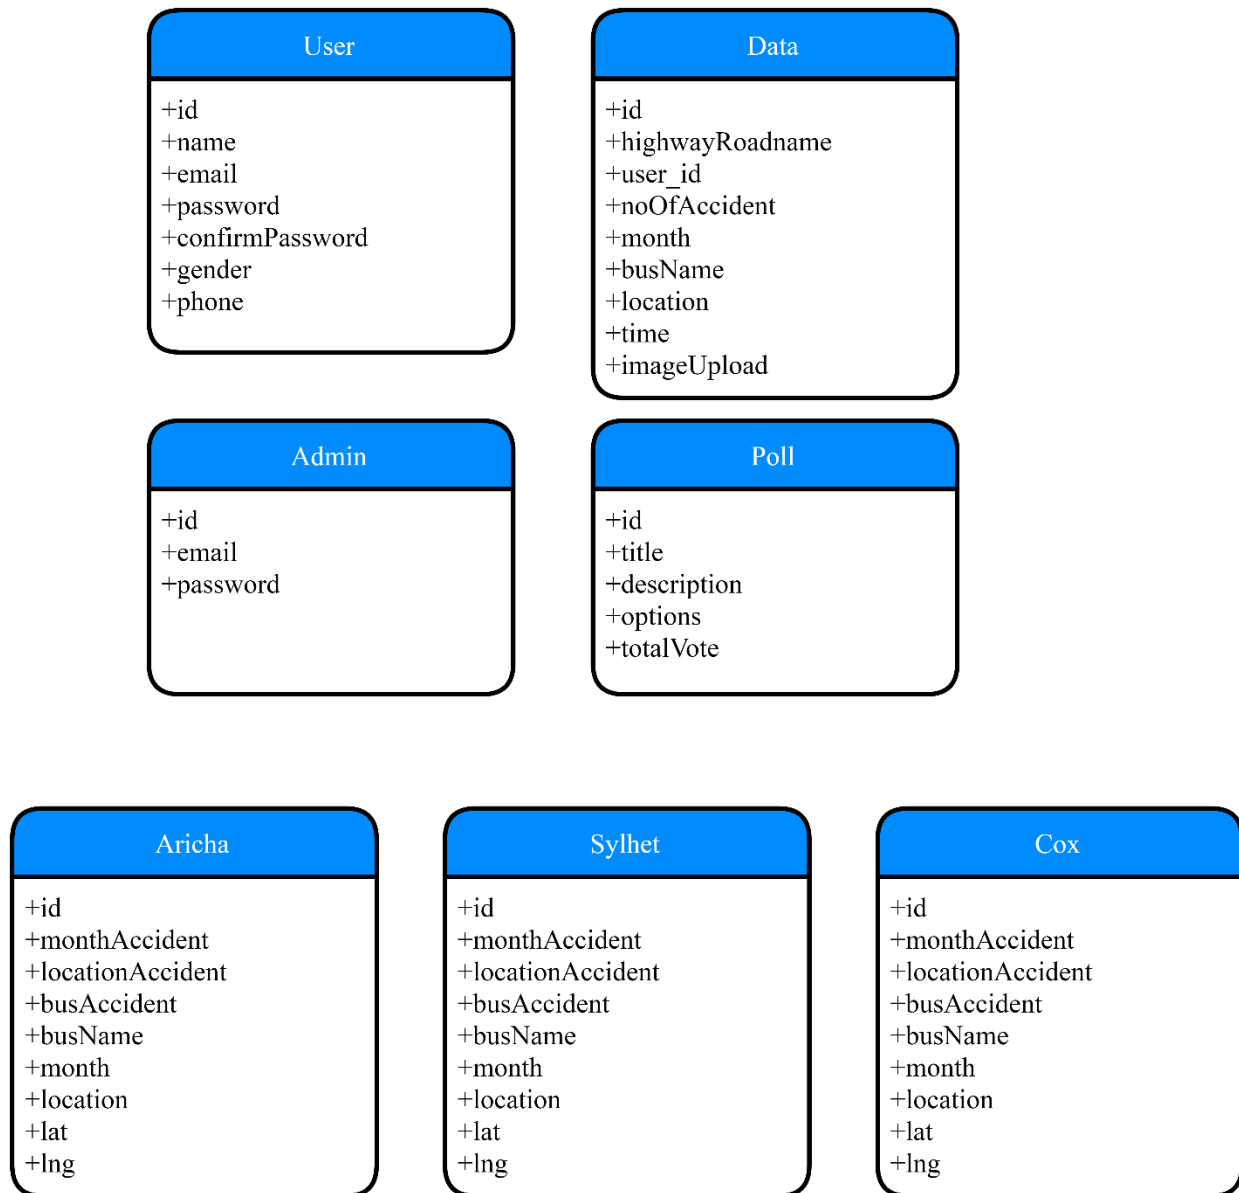 User
+id
+name
+email
+password
+confirmPassword
+gender
+phone
Data
+id
+highwayRoadname
+user_id
+noOfAccident
+month
+busName
+location
+time
+imageUpload
Admin
+id
+email
+password
Poll
+id
+title
+description
+options
+totalVote
Aricha
+id
+monthAccident
+locationAccident
+busAccident
+busName
+month
+location
+lat
+lng
Sylhet
+id
+monthAccident
+locationAccident
+busAccident
+busName
+month
+location
+lat
+lng
Cox
+id
+monthAccident
+locationAccident
+busAccident
+busName
+month
+location
+lat
+lng